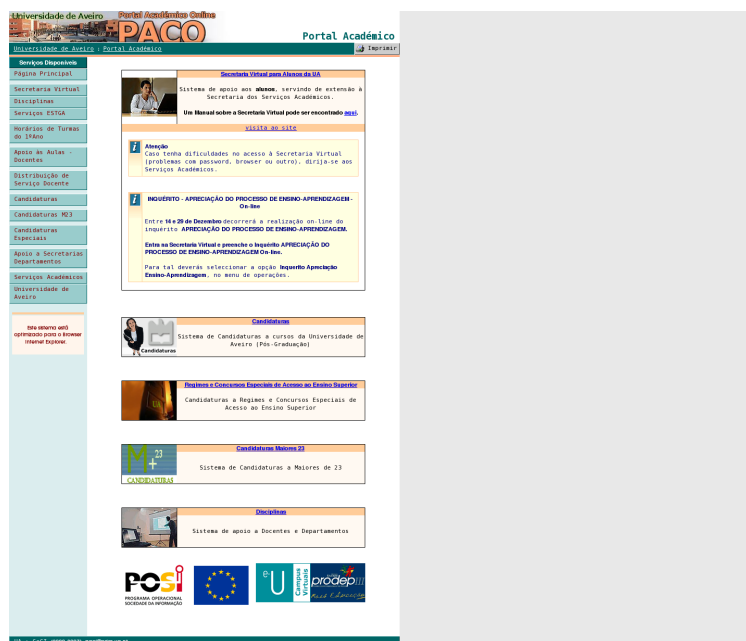 Universidade de Aveiro
Portal Académico Online
PACO
Portal Académico
Universidade de Aveiro : Portal Académico
Imprimir
Serviços Disponíveis
Página Principal
Secretaria Virtual
Disciplinas
Serviços ESTGA
Horários de Turmas
do 1ºAno
Apoio às Aulas -
Docentes
Distribuição de
Serviço Docente
Candidaturas
Candidaturas M23
Candidaturas
Especiais
Apoio a Secretarias
Departamentos
Serviços Académicos
Universidade de
Aveiro
Este sistema está
optimizado para o Browser
Internet Explorer.
Secretaria Virtual para Alunos da UA
Sistema de apoio aos alunos, servindo de extensão à
Secretaria dos Serviços Académicos.
Um Manual sobre a Secretaria Virtual pode ser encontrado aqui.
visita ao site
Atenção
Caso tenha dificuldades no acesso à Secretaria Virtual
(problemas com password, browser ou outro), dirija-se aos
Serviços Académicos.
INQUÉRITO - APRECIAÇÃO DO PROCESSO DE ENSINO-APRENDIZAGEM -
On-line
Entre 14 e 29 de Dezembro decorrerá a realização on-line do
inquérito APRECIAÇÃO DO PROCESSO DE ENSINO-APRENDIZAGEM.
Entra na Secretaria Virtual e preenche o Inquérito APRECIAÇÃO DO
PROCESSO DE ENSINO-APRENDIZAGEM On-line.
Para tal deverás seleccionar a opção Inquerito Apreciação
Ensino-Aprendizagem, no menu de operações.
Candidaturas
Candidaturas
Sistema de Candidaturas a cursos da Universidade de
Aveiro (Pós-Graduação)
Regimes e Concursos Especiais de Acesso ao Ensino Superior
Candidaturas a Regimes e Concursos Especiais de
Acesso ao Ensino Superior
M+23
CANDIDATURAS
Candidaturas Maiores 23
Sistema de Candidaturas a Maiores de 23
Disciplinas
Sistema de apoio a Docentes e Departamentos
POSI
PROGRAMA OPERACIONAL
SOCIEDADE DA INFORMAÇÃO
e-U
Campus
Virtuais
prodep III
Mais Educação